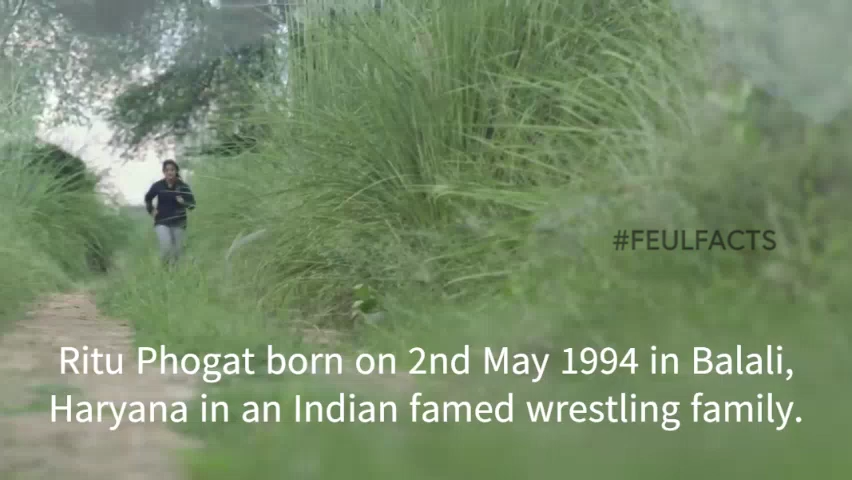 #FEULFACTS
Ritu Phogat born on 2nd May 1994 in Balali,
Haryana in an Indian famed wrestling family.